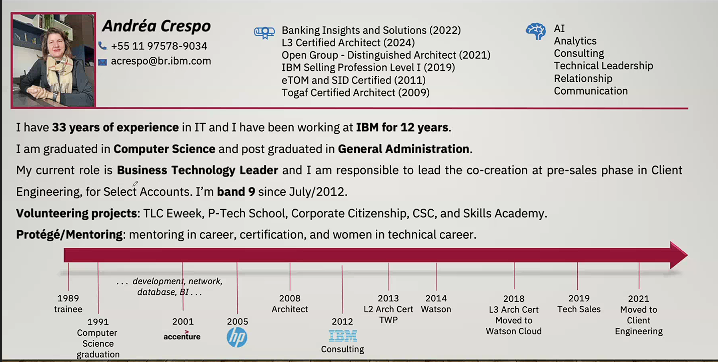 Andréa Crespo
+55 11 97578-9034
acrespo@br.ibm.com
Banking Insights and Solutions (2022)
L3 Certified Architect (2024)
Open Group - Distinguished Architect (2021)
IBM Selling Profession Level I (2019)
eTOM and SID Certified (2011)
Togaf Certified Architect (2009)
AI
Analytics
Consulting
Technical Leadership
Relationship
Communication
I have 33 years of experience in IT and I have been working at IBM for 12 years.
I am graduated in Computer Science and post graduated in General Administration.
My current role is Business Technology Leader and I am responsible to lead the co-creation at pre-sales phase in Client
Engineering, for Select Accounts. I’m band 9 since July/2012.
Volunteering projects: TLC Eweek, P-Tech School, Corporate Citizenship, CSC, and Skills Academy.
Protégé/Mentoring: mentoring in career, certification, and women in technical career.
. . . development, network,
database, BI . . .
1989
trainee
1991
Computer
Science
graduation
2001
accenture
2005
hp
2008
Architect
2012
IBM
Consulting
2013
L2 Arch Cert
TWP
2014
Watson
2018
L3 Arch Cert
Moved to
Watson Cloud
2019
Tech Sales
2021
Moved to
Client
Engineering